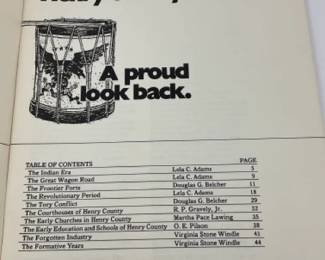 A proud
look back.
TABLE OF CONTENTS PAGE
The Indian Era Lela C. Adams 5
The Great Wagon Road Lela C. Adams 9
The Frontier Forts Douglas G. Belcher 11
The Revolutionary Period Lela C. Adams 18
The Tory Conflict Douglas G. Belcher 29
The Courthouses of Henry County R. P. Gravely, Jr. 32
The Early Churches in Henry County Martha Pace Lawing 35
The Early Education and Schools of Henry County O. E. Pilson 38
The Forgotten Industry Virginia Stone Windle 41
The Formative Years Virginia Stone Windle 44